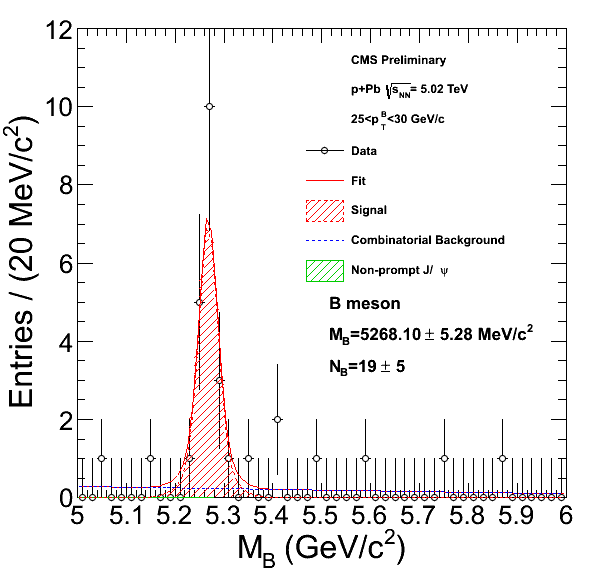 12
10
8
6
4
2
0
Entries / (20 MeV/c²)
CMS Preliminary
p+Pb √s_NN= 5.02 TeV
25<p_T^B<30 GeV/c
Data
Fit
Signal
Combinatorial Background
Non-prompt J/ ψ
B meson
M_B=5268.10 ± 5.28 MeV/c²
N_B=19 ± 5
5 5.1 5.2 5.3 5.4 5.5 5.6 5.7 5.8 5.9 6
M_B (GeV/c²)